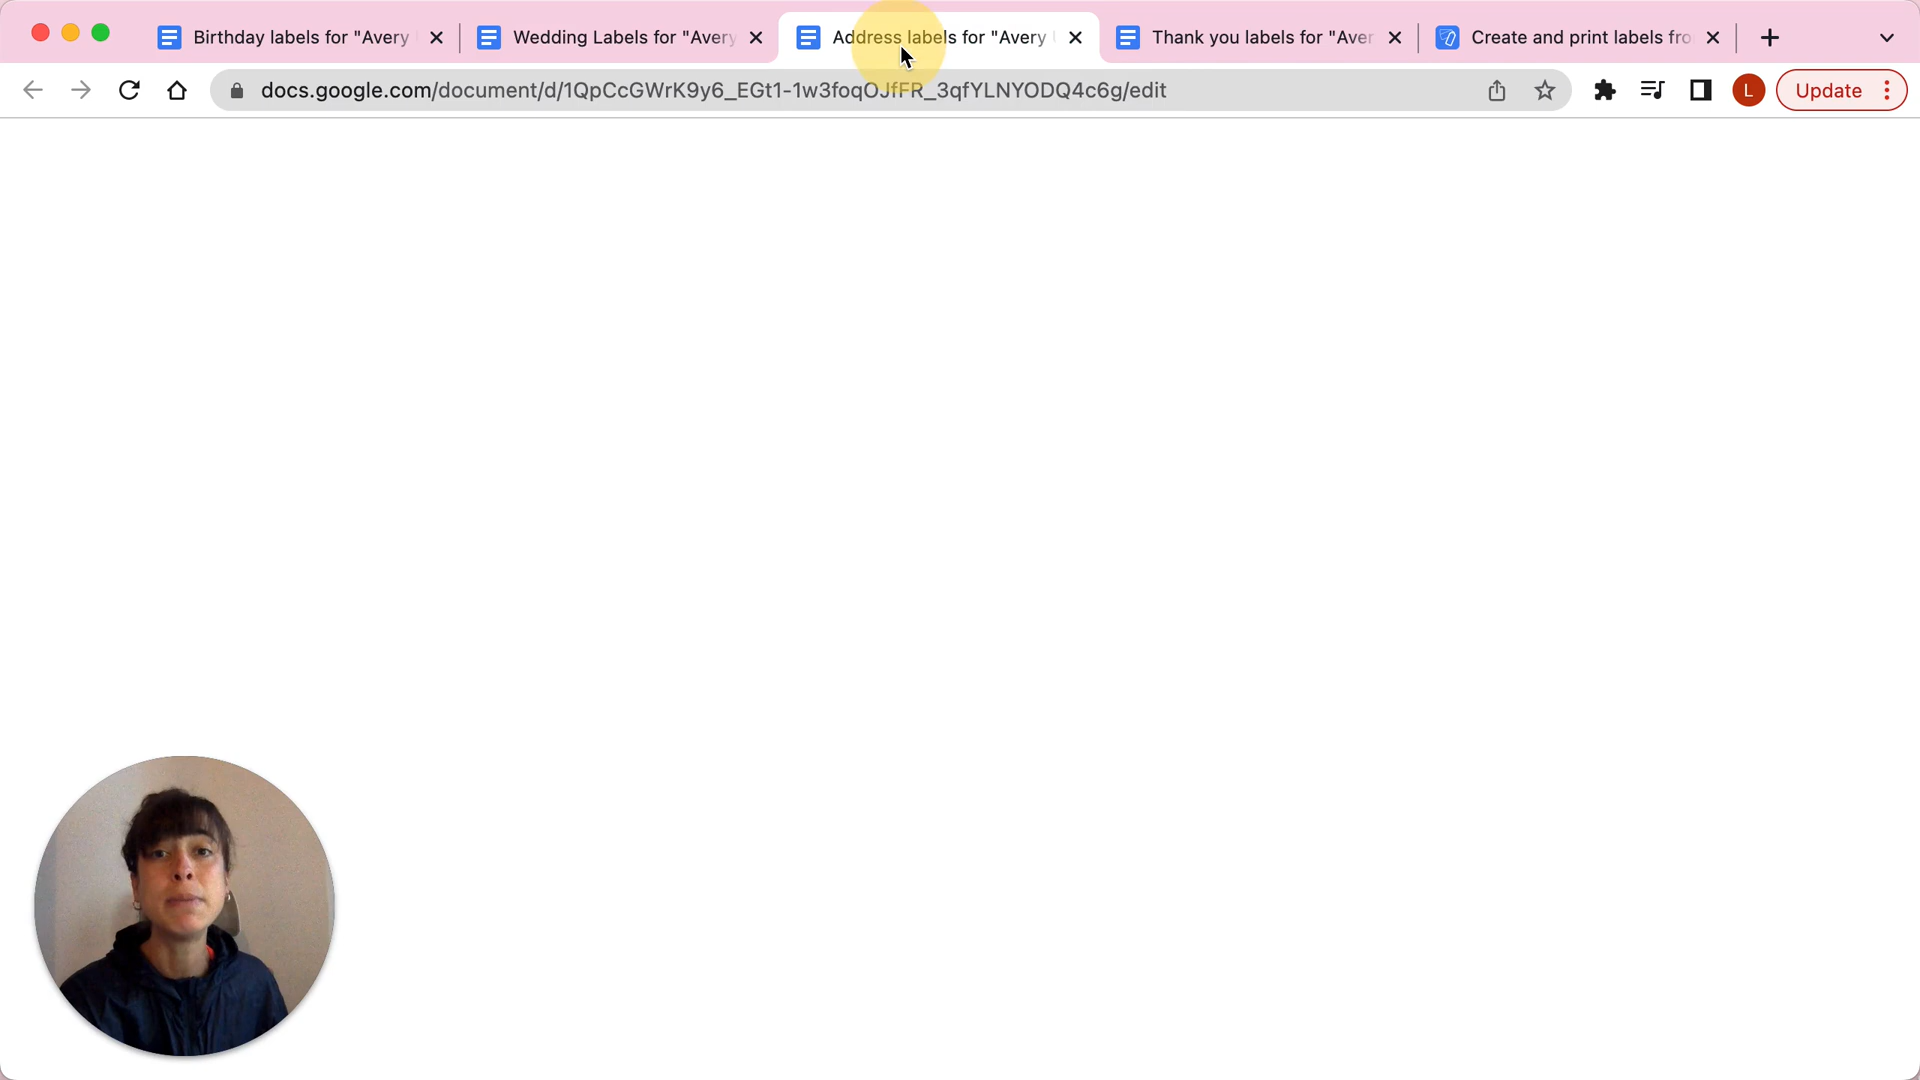 Birthday labels for "Avery
Wedding Labels for "Avery
Address labels for "Avery
Thank you labels for "Aver
Create and print labels fro
docs.google.com/document/d/1QpCcGWrK9y6_EGt1-1w3foqOJfFR_3qfYLNYODQ4c6g/edit
L
Update